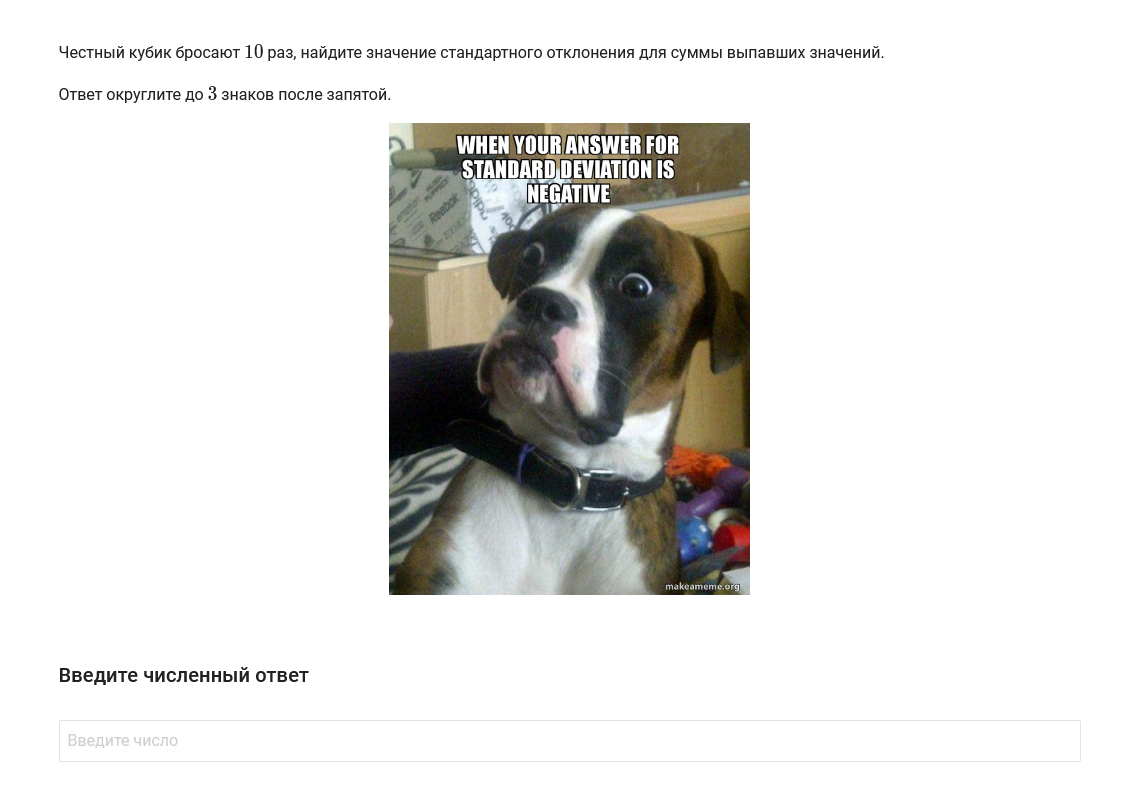 Честный кубик бросают 10 раз, найдите значение стандартного отклонения для суммы выпавших значений.
Ответ округлите до 3 знаков после запятой.
WHEN YOUR ANSWER FOR
STANDARD DEVIATION IS
NEGATIVE
Reebok
makeameme.org
Введите численный ответ
Введите число